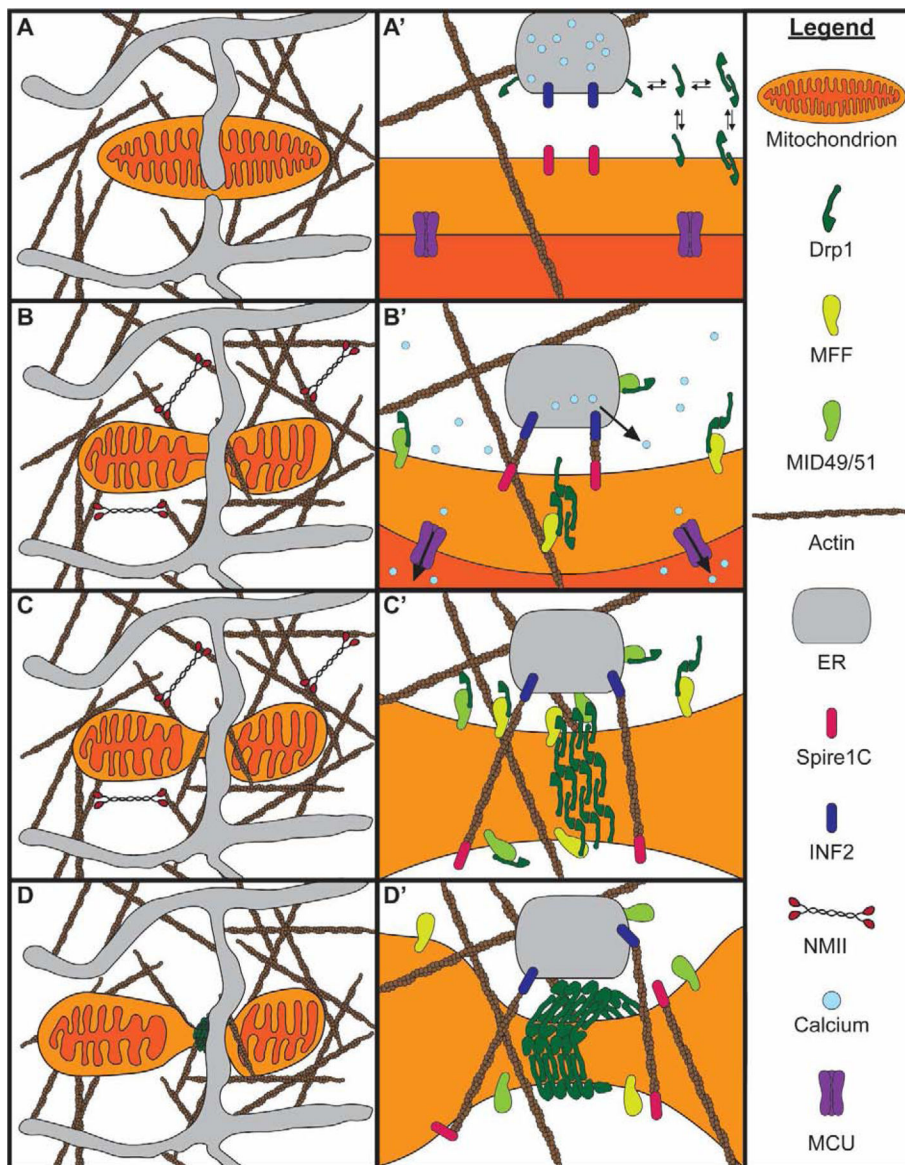 A
A'
Legend
Mitochondrion
Drp1
B
B'
MFF
MID49/51
Actin
C
C'
ER
Spire1C
INF2
D
D'
NMII
Calcium
MCU